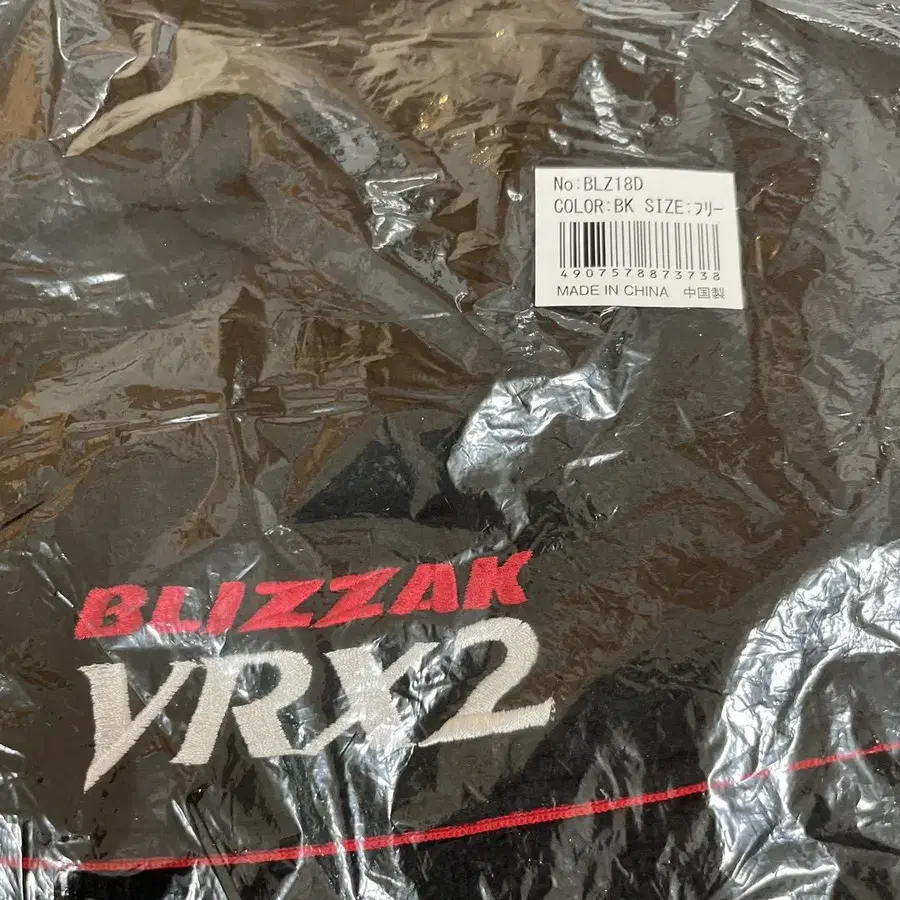 No:BLZ18D
COLOR:BK SIZE:フリー
4907578873738
MADE IN CHINA 中国製
BLIZZAK
VRX2